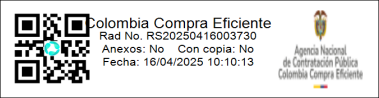 Colombia Compra Eficiente
Rad No. RS20250416003730
Anexos: No Con copia: No
Fecha: 16/04/2025 10:10:13
Agencia Nacional
de Contratación Pública
Colombia Compra Eficiente